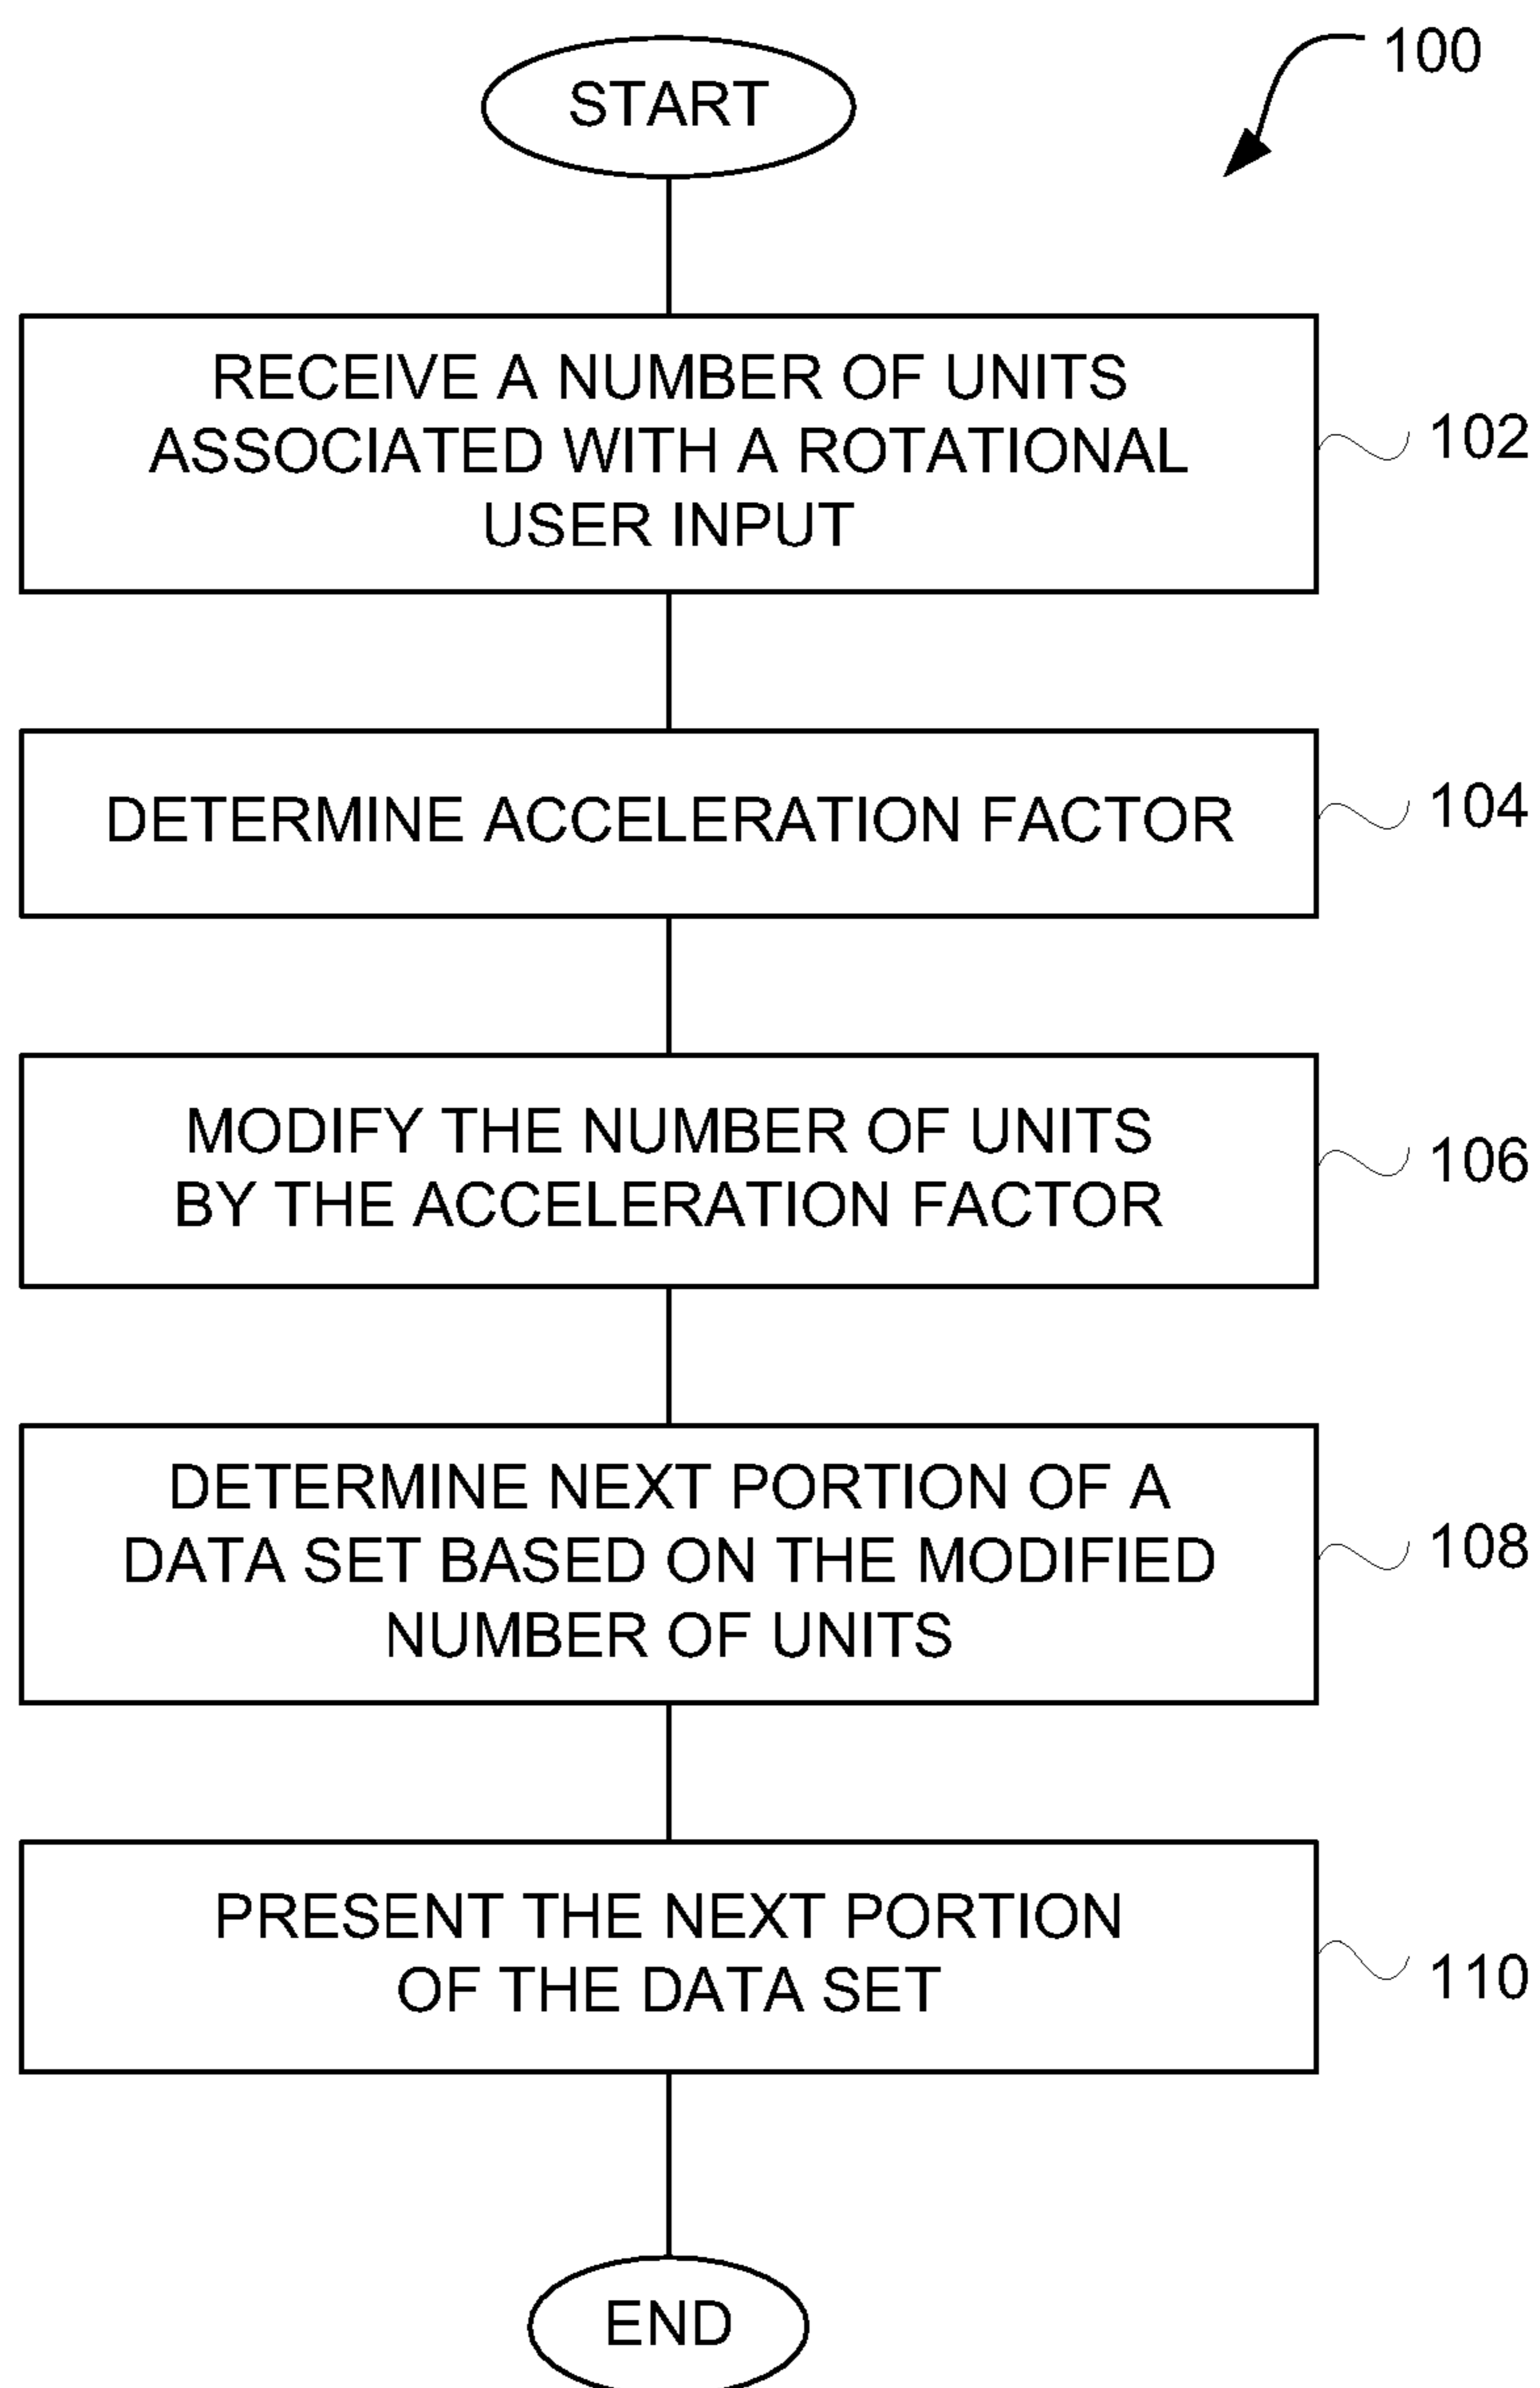 START
100
RECEIVE A NUMBER OF UNITS
ASSOCIATED WITH A ROTATIONAL
USER INPUT
102
DETERMINE ACCELERATION FACTOR
104
MODIFY THE NUMBER OF UNITS
BY THE ACCELERATION FACTOR
106
DETERMINE NEXT PORTION OF A
DATA SET BASED ON THE MODIFIED
NUMBER OF UNITS
108
PRESENT THE NEXT PORTION
OF THE DATA SET
110
END